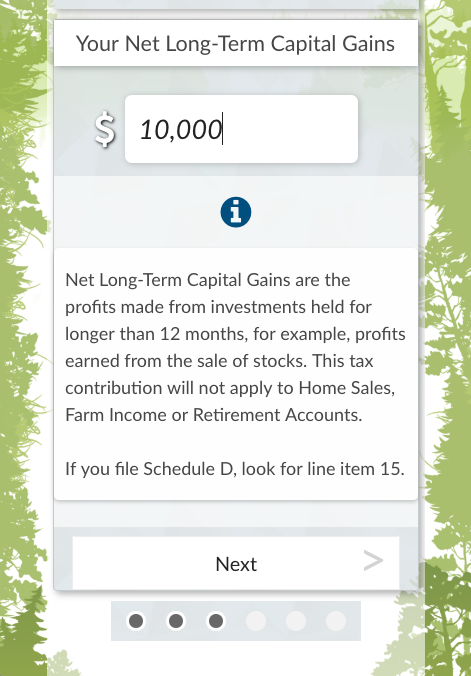 Your Net Long-Term Capital Gains
$ 10,000
Net Long-Term Capital Gains are the
profits made from investments held for
longer than 12 months, for example, profits
earned from the sale of stocks. This tax
contribution will not apply to Home Sales,
Farm Income or Retirement Accounts.
If you file Schedule D, look for line item 15.
Next >